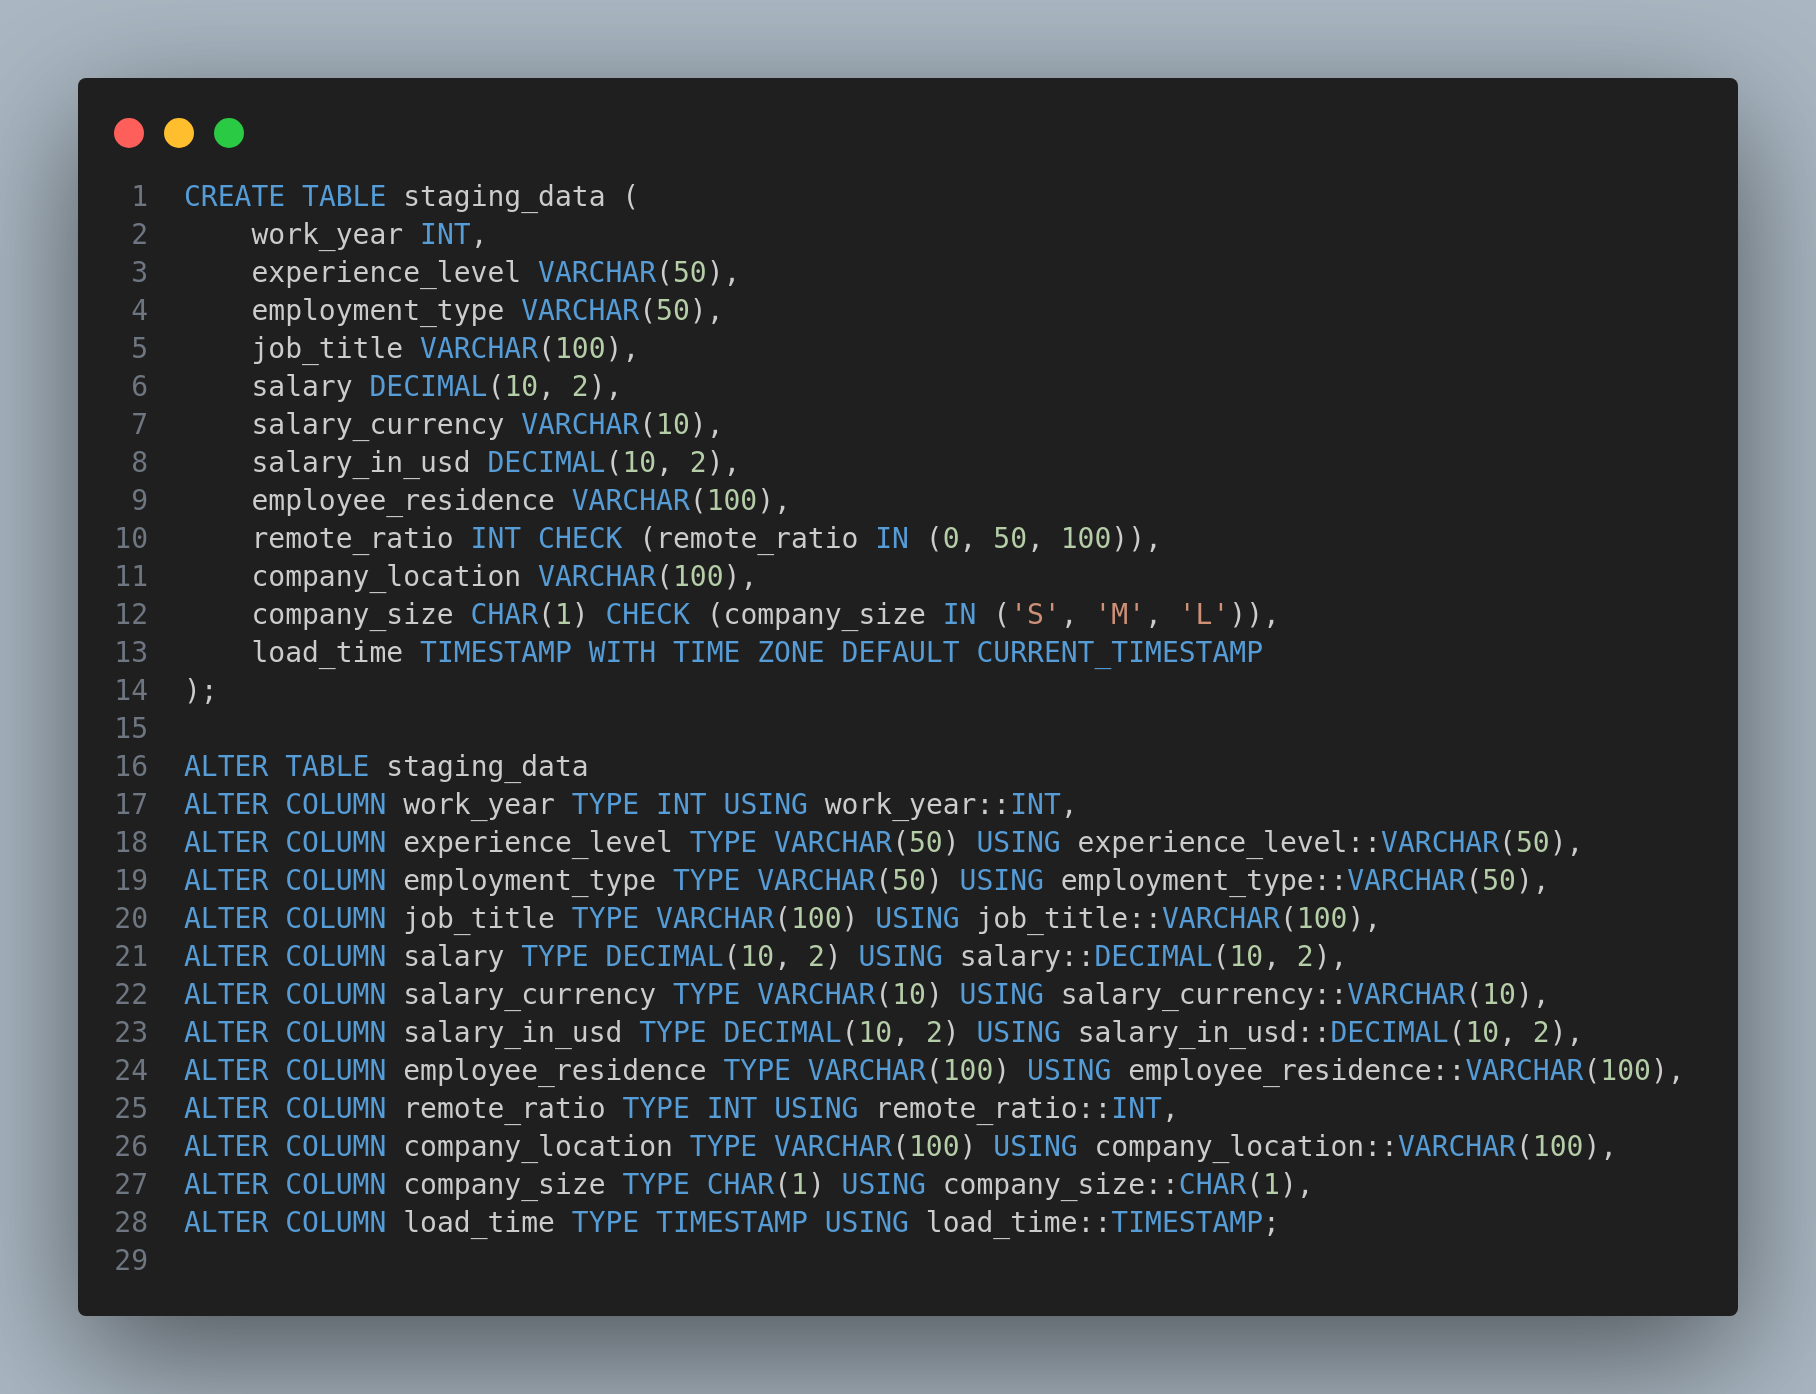 1 CREATE TABLE staging_data (
2     work_year INT,
3     experience_level VARCHAR(50),
4     employment_type VARCHAR(50),
5     job_title VARCHAR(100),
6     salary DECIMAL(10, 2),
7     salary_currency VARCHAR(10),
8     salary_in_usd DECIMAL(10, 2),
9     employee_residence VARCHAR(100),
10     remote_ratio INT CHECK (remote_ratio IN (0, 50, 100)),
11     company_location VARCHAR(100),
12     company_size CHAR(1) CHECK (company_size IN ('S', 'M', 'L')),
13     load_time TIMESTAMP WITH TIME ZONE DEFAULT CURRENT_TIMESTAMP
14 );
15
16 ALTER TABLE staging_data
17 ALTER COLUMN work_year TYPE INT USING work_year::INT,
18 ALTER COLUMN experience_level TYPE VARCHAR(50) USING experience_level::VARCHAR(50),
19 ALTER COLUMN employment_type TYPE VARCHAR(50) USING employment_type::VARCHAR(50),
20 ALTER COLUMN job_title TYPE VARCHAR(100) USING job_title::VARCHAR(100),
21 ALTER COLUMN salary TYPE DECIMAL(10, 2) USING salary::DECIMAL(10, 2),
22 ALTER COLUMN salary_currency TYPE VARCHAR(10) USING salary_currency::VARCHAR(10),
23 ALTER COLUMN salary_in_usd TYPE DECIMAL(10, 2) USING salary_in_usd::DECIMAL(10, 2),
24 ALTER COLUMN employee_residence TYPE VARCHAR(100) USING employee_residence::VARCHAR(100),
25 ALTER COLUMN remote_ratio TYPE INT USING remote_ratio::INT,
26 ALTER COLUMN company_location TYPE VARCHAR(100) USING company_location::VARCHAR(100),
27 ALTER COLUMN company_size TYPE CHAR(1) USING company_size::CHAR(1),
28 ALTER COLUMN load_time TYPE TIMESTAMP USING load_time::TIMESTAMP;
29